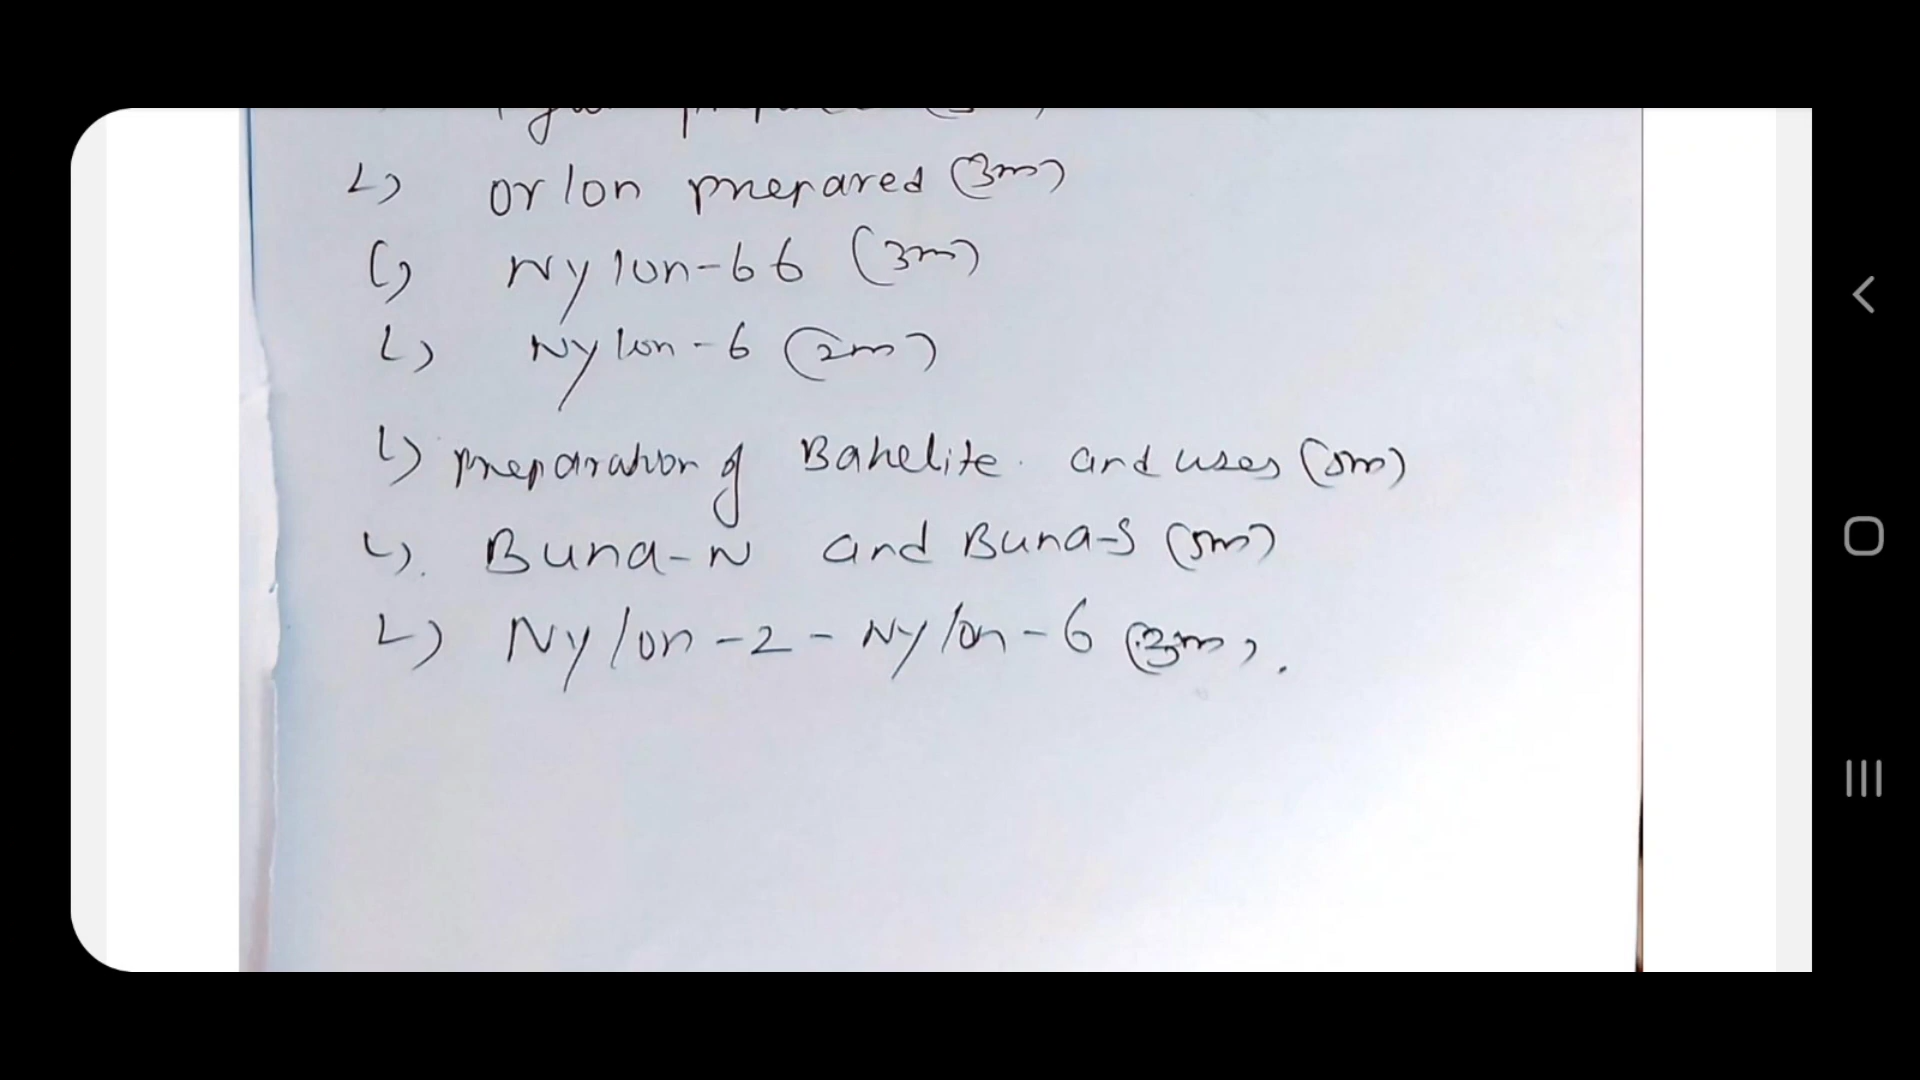 L) orlon prepared (3m)
C) Nylon-66 (3m)
L) Nylon-6 (2m)
L) preparation of Bakelite. and uses (5m)
L). Buna-N and Buna-S (5m)
L) Nylon-2-Nylon-6 (3m).